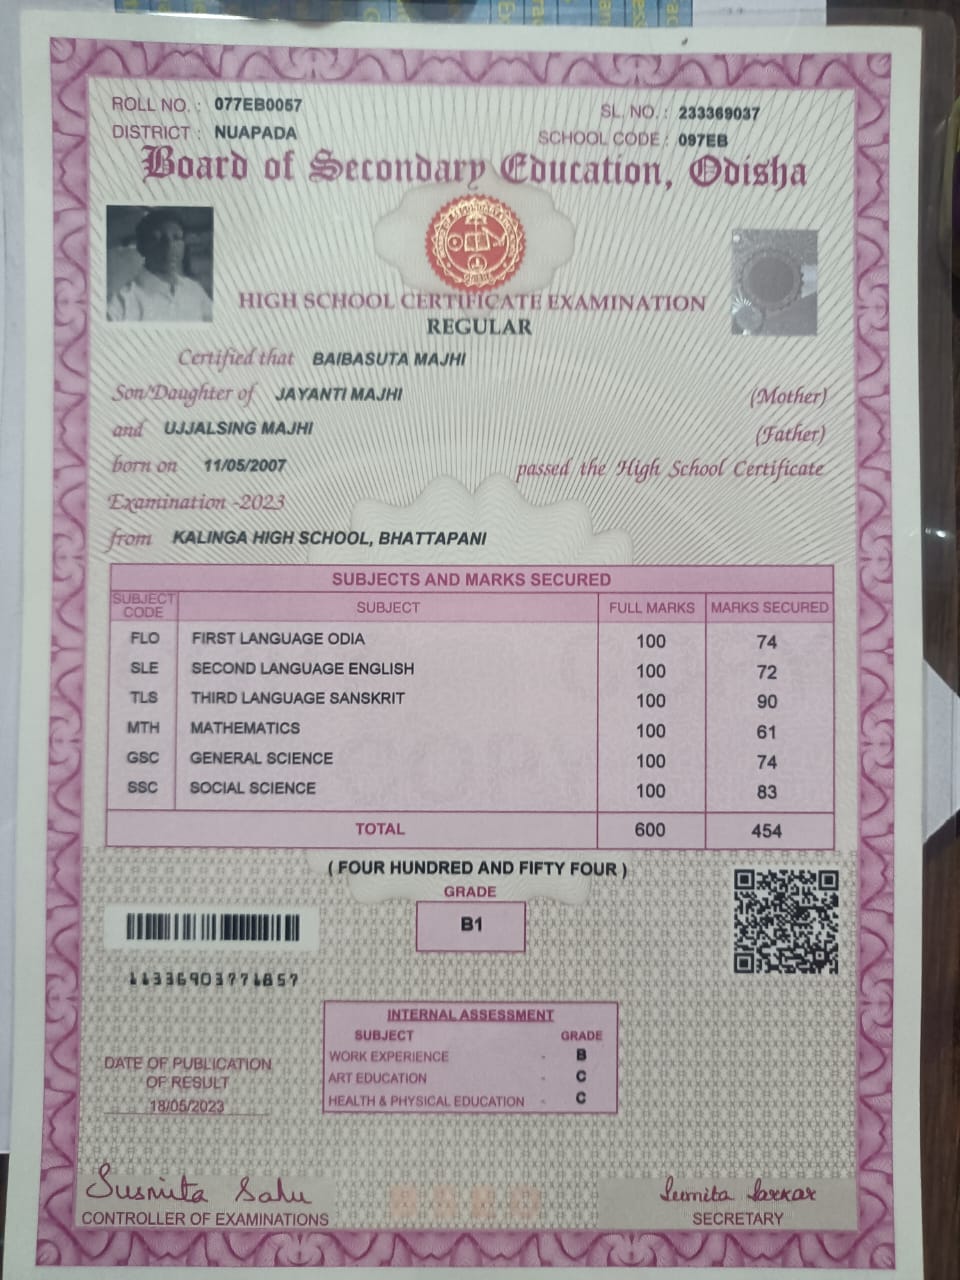 ROLL NO. : 077EB0057
SL. NO. : 233369037
DISTRICT : NUAPADA
SCHOOL CODE : 097EB
Board of Secondary Education, Odisha
HIGH SCHOOL CERTIFICATE EXAMINATION
REGULAR
Certified that BAIBASUTA MAJHI
Son/Daughter of JAYANTI MAJHI (Mother)
and UJJALSING MAJHI (Father)
born on 11/05/2007 passed the High School Certificate
Examination -2023
from KALINGA HIGH SCHOOL, BHATTAPANI
SUBJECTS AND MARKS SECURED
SUBJECT CODE SUBJECT FULL MARKS MARKS SECURED
FLO FIRST LANGUAGE ODIA 100 74
SLE SECOND LANGUAGE ENGLISH 100 72
TLS THIRD LANGUAGE SANSKRIT 100 90
MTH MATHEMATICS 100 61
GSC GENERAL SCIENCE 100 74
SSC SOCIAL SCIENCE 100 83
TOTAL 600 454
( FOUR HUNDRED AND FIFTY FOUR )
GRADE
B1
INTERNAL ASSESSMENT
SUBJECT GRADE
WORK EXPERIENCE - B
ART EDUCATION - C
HEALTH & PHYSICAL EDUCATION - C
DATE OF PUBLICATION
OF RESULT
18/05/2023
Susmita Sahu
CONTROLLER OF EXAMINATIONS
Sumita Sarkar
SECRETARY